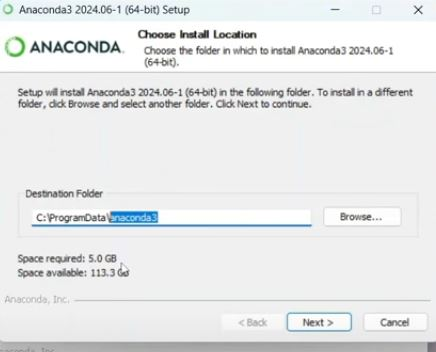 Anaconda3 2024.06-1 (64-bit) Setup
ANACONDA.
Choose Install Location
Choose the folder in which to install Anaconda3 2024.06-1
(64-bit).
Setup will install Anaconda3 2024.06-1 (64-bit) in the following folder. To install in a different
folder, click Browse and select another folder. Click Next to continue.
Destination Folder
C:\ProgramData\anaconda3
Browse...
Space required: 5.0 GB
Space available: 113.3 GB
Anaconda, Inc.
< Back
Next >
Cancel